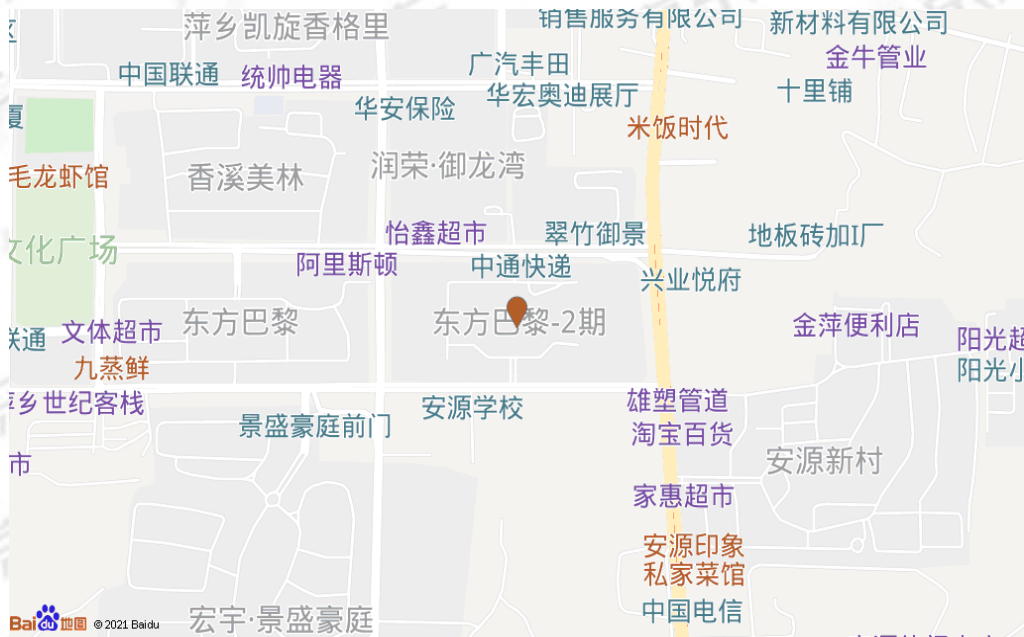 销售服务有限公司
新材料有限公司
萍乡凯旋香格里
区
金牛管业
广汽丰田
中国联通
统帅电器
十里铺
华宏奥迪展厅
华安保险
厦
米饭时代
润荣·御龙湾
毛龙虾馆
香溪美林
怡鑫超市
翠竹御景
地板砖加工厂
文化广场
阿里斯顿
中通快递
兴业悦府
东方巴黎
东方巴黎-2期
金萍便利店
文体超市
联通
阳光超
九蒸鲜
阳光小
萍乡世纪客栈
安源学校
雄塑管道
景盛豪庭前门
淘宝百货
市
安源新村
家惠超市
安源印象
私家菜馆
中国电信
宏宇·景盛豪庭
Bai du 地图 © 2021 Baidu